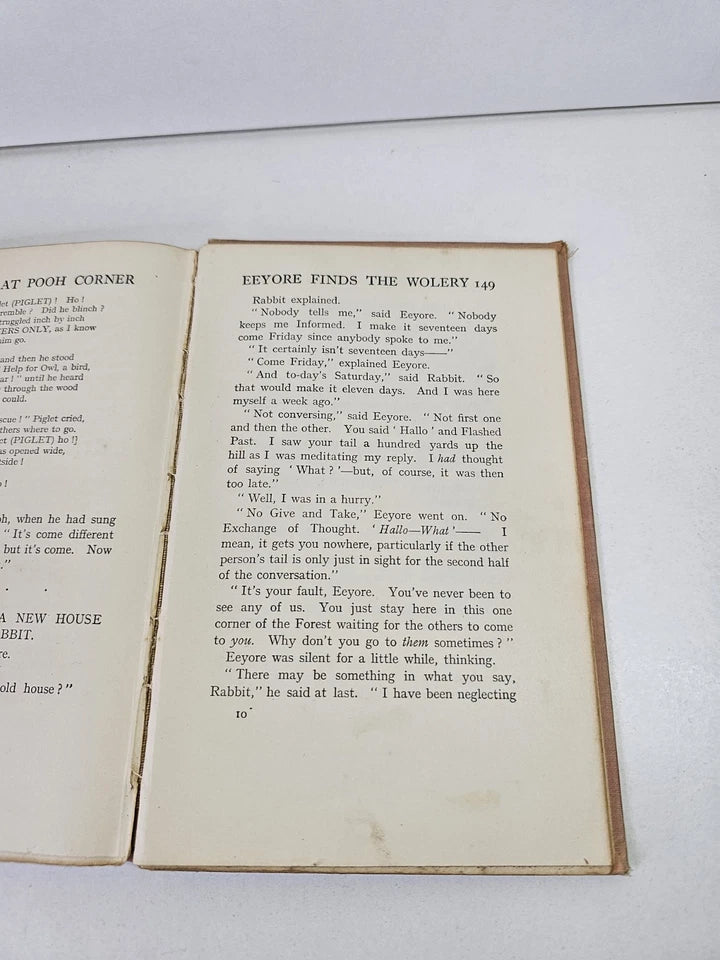 AT POOH CORNER
let (PIGLET) ! Ho !
remble ? Did he blinch ?
truggled inch by inch
TERS ONLY, as I know
him go.
and then he stood
Help for Owl, a bird,
ar ! " until he heard
through the wood
could.
scue ! " Piglet cried,
thers where to go.
et (PIGLET) ho !]
as opened wide,
tside !
o !
oh, when he had sung
" It's come different
but it's come. Now
."
. .
A NEW HOUSE
BBIT.
re.
old house ? "
EEYORE FINDS THE WOLERY 149
Rabbit explained.
" Nobody tells me," said Eeyore. " Nobody
keeps me Informed. I make it seventeen days
come Friday since anybody spoke to me."
" It certainly isn't seventeen days—— "
" Come Friday," explained Eeyore.
" And to-day's Saturday," said Rabbit. " So
that would make it eleven days. And I was here
myself a week ago."
" Not conversing," said Eeyore. " Not first one
and then the other. You said ' Hallo ' and Flashed
Past. I saw your tail a hundred yards up the
hill as I was meditating my reply. I had thought
of saying ' What ? '—but, of course, it was then
too late."
" Well, I was in a hurry."
" No Give and Take," Eeyore went on. " No
Exchange of Thought. ' Hallo—What '—— I
mean, it gets you nowhere, particularly if the other
person's tail is only just in sight for the second half
of the conversation."
" It's your fault, Eeyore. You've never been to
see any of us. You just stay here in this one
corner of the Forest waiting for the others to come
to you. Why don't you go to them sometimes ? "
Eeyore was silent for a little while, thinking.
" There may be something in what you say,
Rabbit," he said at last. " I have been neglecting
10